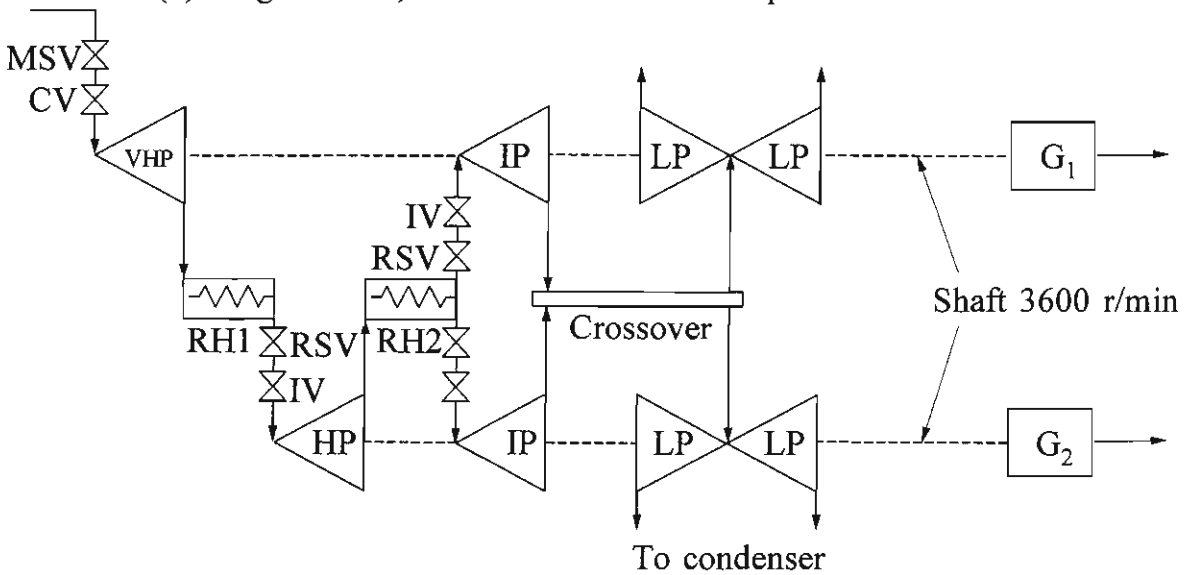 MSV
CV
VHP
IP
LP
LP
G1
IV
RSV
Shaft 3600 r/min
Crossover
RH1
RSV
RH2
IV
HP
IP
LP
LP
G2
To condenser